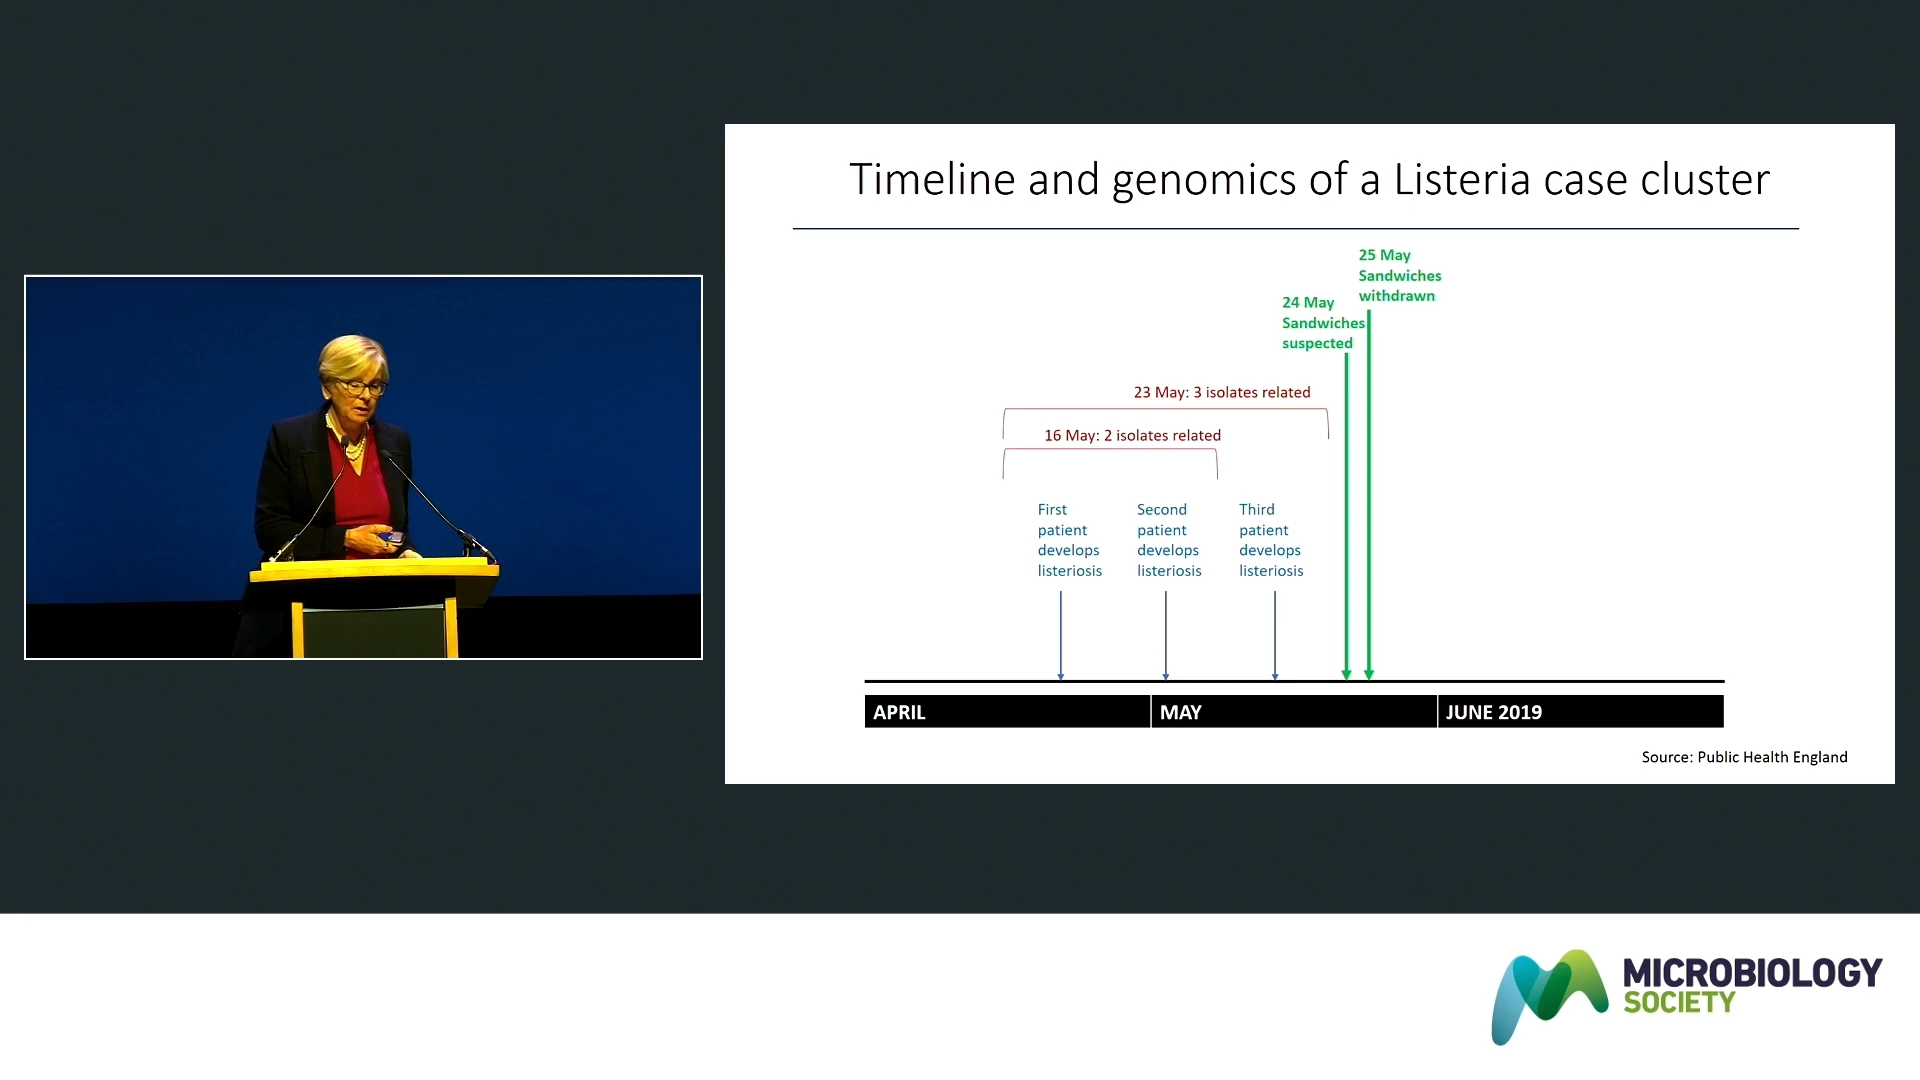 Timeline and genomics of a Listeria case cluster
25 May
Sandwiches
withdrawn
24 May
Sandwiches
suspected
23 May: 3 isolates related
16 May: 2 isolates related
First
patient
develops
listeriosis
Second
patient
develops
listeriosis
Third
patient
develops
listeriosis
APRIL
MAY
JUNE 2019
Source: Public Health England
MICROBIOLOGY
SOCIETY